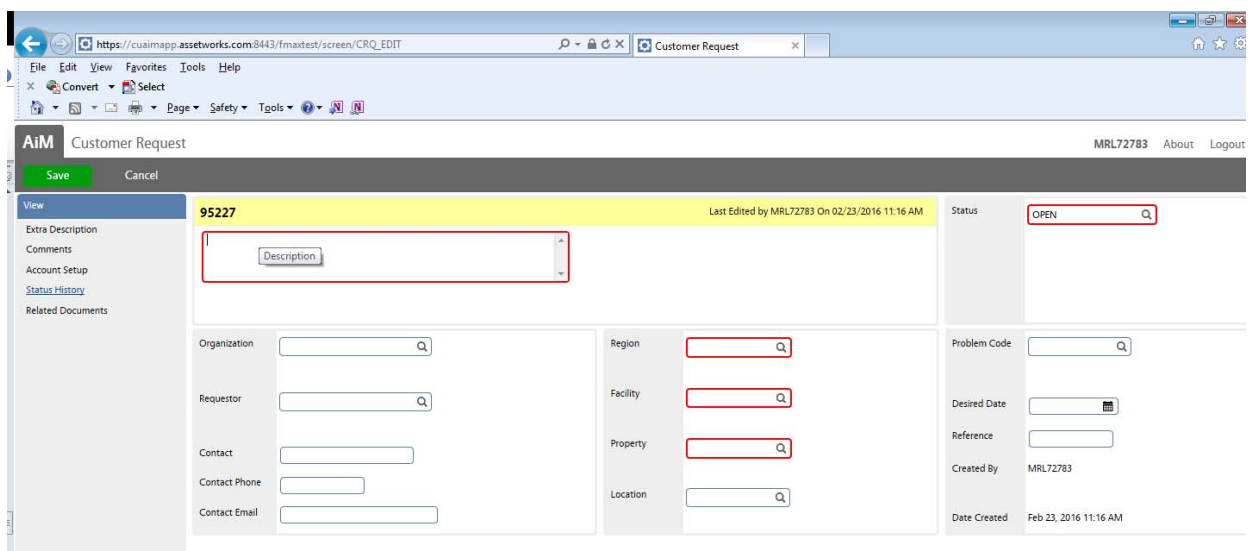 https://cuaimapp.assetworks.com:8443/fmaxtest/screen/CRQ_EDIT
Customer Request
File Edit View Favorites Tools Help
Convert Select
Page Safety Tools
AiM Customer Request
MRL72783 About Logout
Save Cancel
View
Extra Description
Comments
Account Setup
Status History
Related Documents
95227
Last Edited by MRL72783 On 02/23/2016 11:16 AM
Description
Status OPEN
Organization
Requestor
Contact
Contact Phone
Contact Email
Region
Facility
Property
Location
Problem Code
Desired Date
Reference
Created By MRL72783
Date Created Feb 23, 2016 11:16 AM